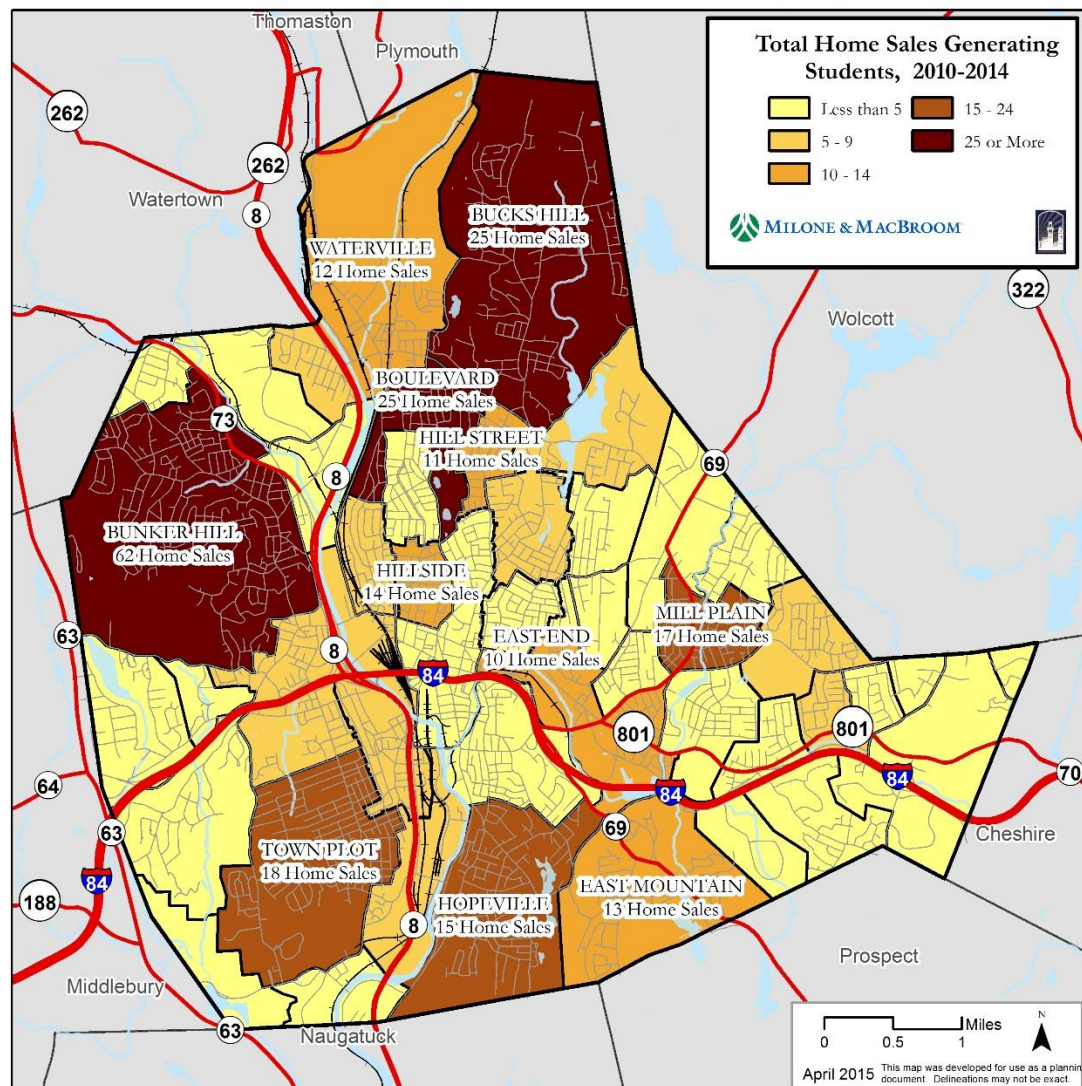 Thomaston
Plymouth
Total Home Sales Generating
Students, 2010-2014
Less than 5
15 - 24
5 - 9
25 or More
10 - 14
MILONE & MACBROOM
262
262
Watertown
8
BUCKS HILL
25 Home Sales
WATERVILLE
12 Home Sales
322
Wolcott
BOULEVARD
25 Home Sales
73
HILL STREET
11 Home Sales
69
8
BUNKER HILL
62 Home Sales
HILLSIDE
14 Home Sales
MILL PLAIN
17 Home Sales
63
EAST END
10 Home Sales
8
84
801
801
84
84
70
64
63
69
Cheshire
TOWN PLOT
18 Home Sales
84
EAST MOUNTAIN
13 Home Sales
188
HOPEVILLE
15 Home Sales
8
Prospect
Middlebury
63
Naugatuck
0 0.5 1 Miles
N
April 2015
This map was developed for use as a planning
document. Delineations may not be exact.